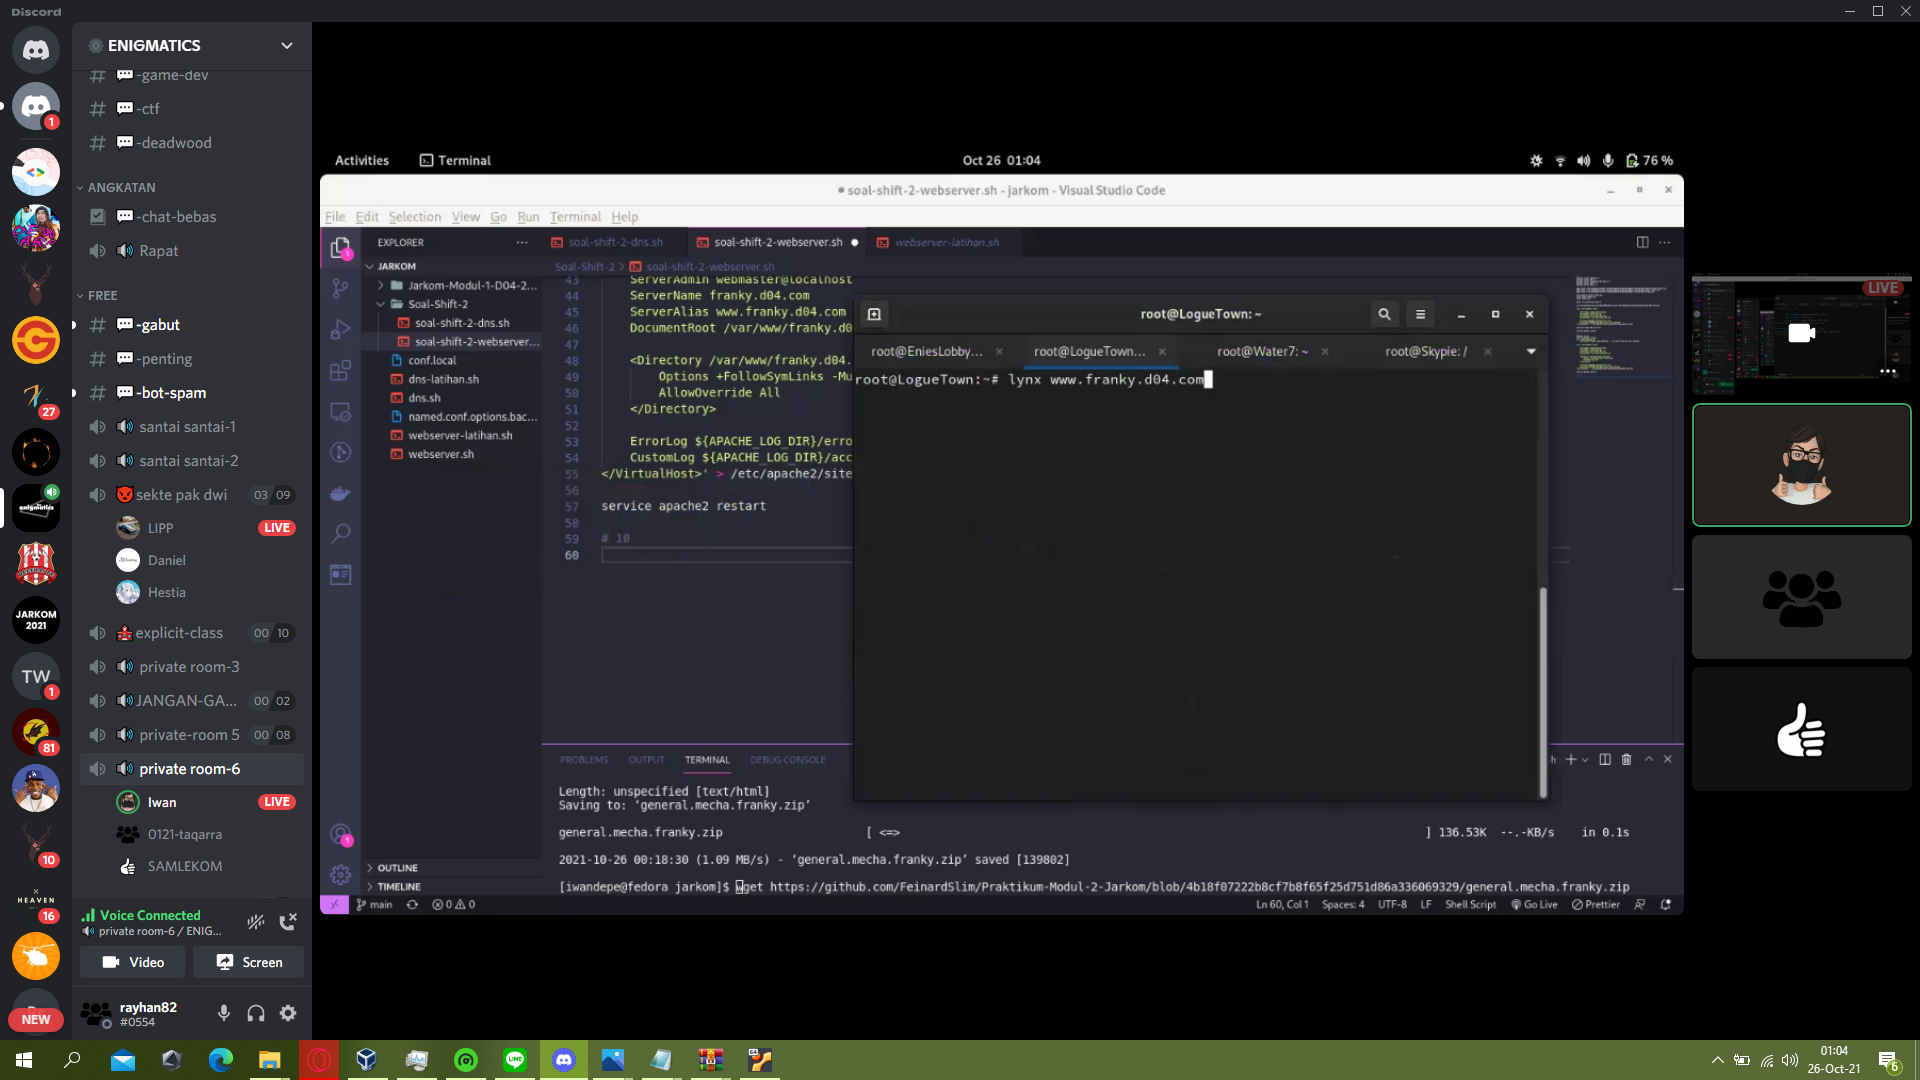 Discord
ENIGMATICS
-game-dev
-ctf
-deadwood
ANGKATAN
-chat-bebas
Rapat
FREE
-gabut
-penting
-bot-spam
santai santai-1
santai santai-2
sekte pak dwi 03 09
LIPP LIVE
Daniel
Hestia
explicit-class 00 10
private room-3
JANGAN-GA... 00 02
private-room 5 00 08
private room-6
Iwan LIVE
0121-taqarra
SAMLEKOM
Voice Connected
private room-6 / ENIG...
Video
Screen
rayhan82
#0554
1
27
enigmatics
JARKOM
2021
TW
1
81
10
HEAVEN
16
NEW
Activities
Terminal
Oct 26 01:04
76 %
soal-shift-2-webserver.sh - jarkom - Visual Studio Code
File Edit Selection View Go Run Terminal Help
EXPLORER
soal-shift-2-dns.sh
soal-shift-2-webserver.sh
webserver-latihan.sh
JARKOM
Jarkom-Modul-1-D04-2...
Soal-Shift-2
soal-shift-2-dns.sh
soal-shift-2-webserver...
conf.local
dns-latihan.sh
dns.sh
named.conf.options.bac...
webserver-latihan.sh
webserver.sh
OUTLINE
TIMELINE
Soal-Shift-2 > soal-shift-2-webserver.sh
43 ServerAdmin webmaster@localhost
44 ServerName franky.d04.com
45 ServerAlias www.franky.d04.com
46 DocumentRoot /var/www/franky.d0
47
48 <Directory /var/www/franky.d04.
49 Options +FollowSymLinks -Mu
50 AllowOverride All
51 </Directory>
52
53 ErrorLog ${APACHE_LOG_DIR}/erro
54 CustomLog ${APACHE_LOG_DIR}/acc
55 </VirtualHost>' > /etc/apache2/site
56
57 service apache2 restart
58
59 # 10
60
root@LogueTown: ~
root@EniesLobby...
root@LogueTown...
root@Water7: ~
root@Skypie: /
root@LogueTown:~# lynx www.franky.d04.com
PROBLEMS OUTPUT TERMINAL DEBUG CONSOLE
Length: unspecified [text/html]
Saving to: ‘general.mecha.franky.zip’
general.mecha.franky.zip [ <=> ] 136.53K --.-KB/s in 0.1s
2021-10-26 00:18:30 (1.09 MB/s) - ‘general.mecha.franky.zip’ saved [139802]
[iwandepe@fedora jarkom]$ wget https://github.com/FeinardSlim/Praktikum-Modul-2-Jarkom/blob/4b18f07222b8cf7b8f65f25d751d86a336069329/general.mecha.franky.zip
main
0 0
Ln 60, Col 1 Spaces: 4 UTF-8 LF Shell Script Go Live Prettier
LIVE
01:04
26-Oct-21
6